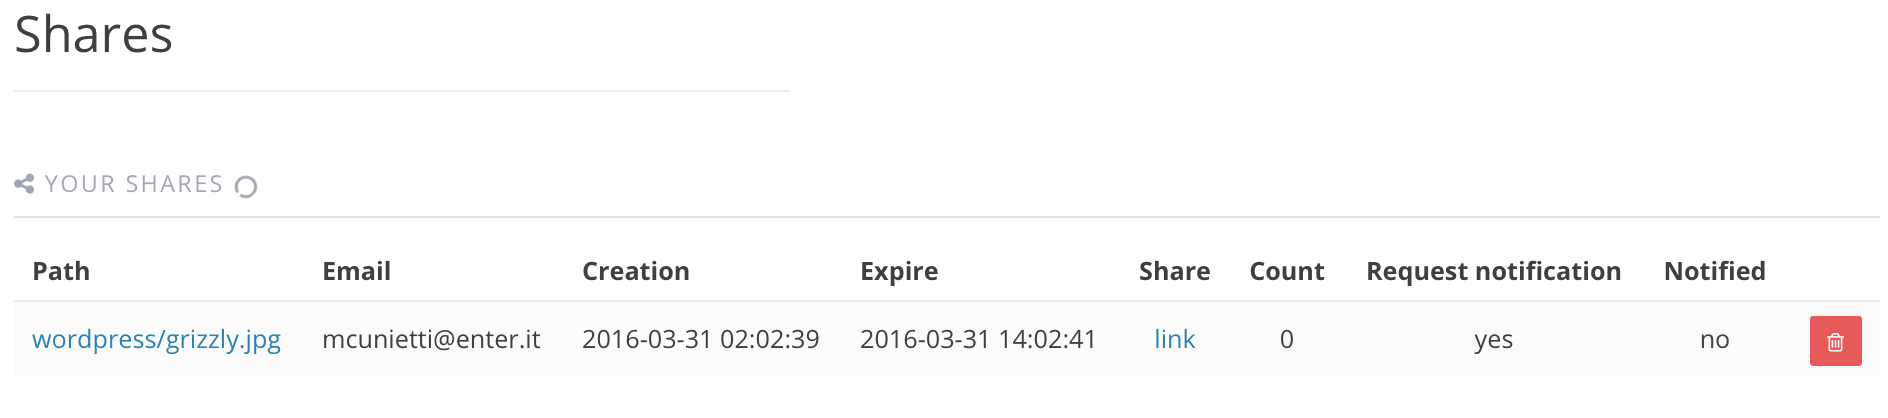 Shares
YOUR SHARES
Path Email Creation Expire Share Count Request notification Notified
wordpress/grizzly.jpg mcunietti@enter.it 2016-03-31 02:02:39 2016-03-31 14:02:41 link 0 yes no